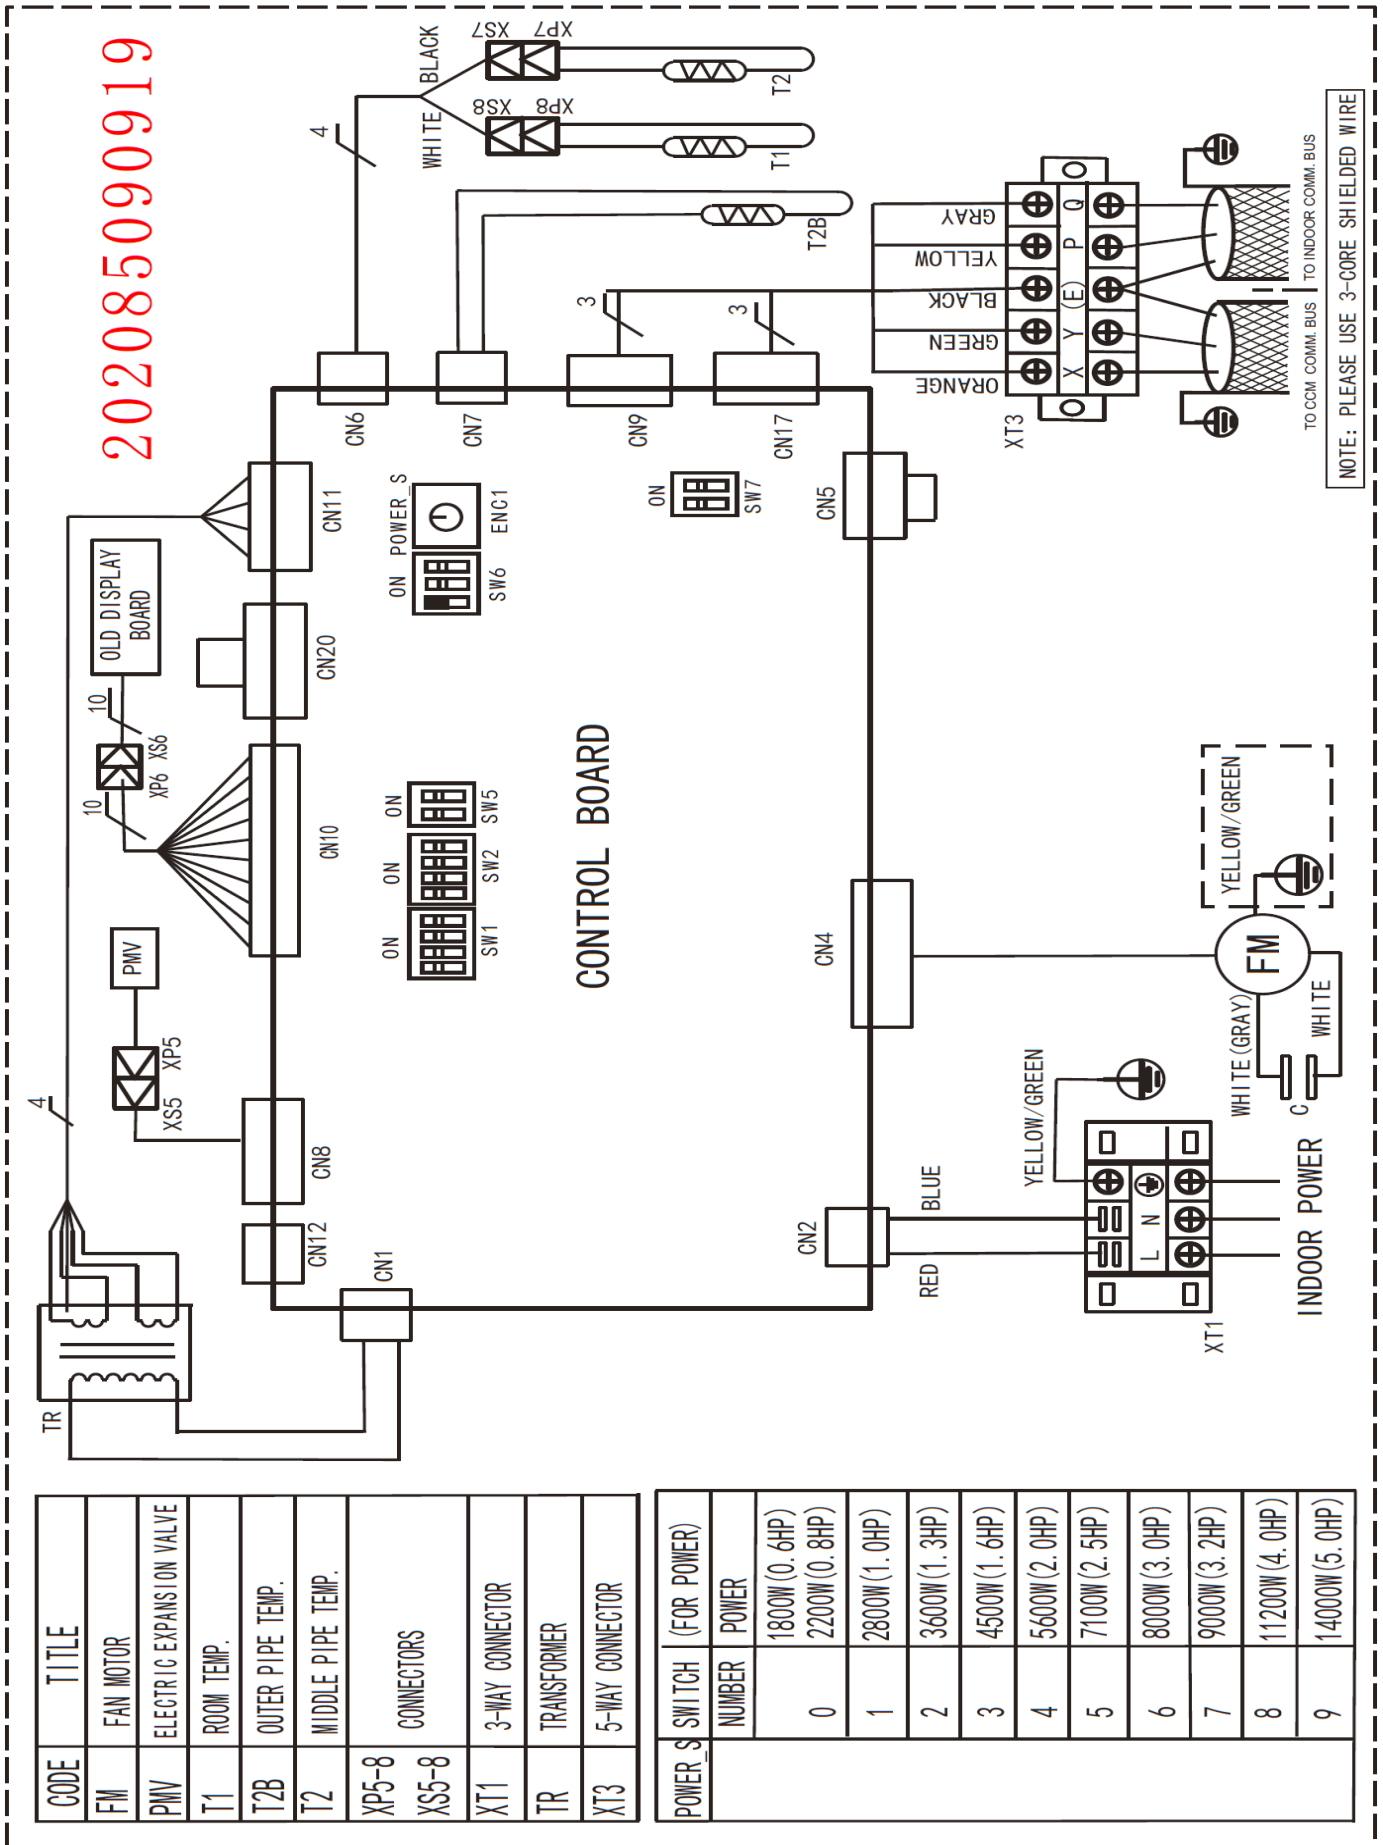 202085090919
OLD DISPLAY
BOARD
10
XP6 XS6
10
PMV
XS5 XP5
4
TR
CN11
CN20
CN10
CN8
CN12
CN1
CN6
CN7
CN9
CN17
CN5
CN4
CN2
4
WHITE BLACK
XS7 XP7
XS8 XP8
T2
T1
T2B
3
3
ON POWER_S
SW6 ENC1
ON
SW7
ON
SW5
ON
SW2
ON
SW1
CONTROL BOARD
GRAY
YELLOW
BLACK
GREEN
ORANGE
X Y (E) P Q
XT3
TO CCM COMM. BUS TO INDOOR COMM. BUS
NOTE: PLEASE USE 3-CORE SHIELDED WIRE
YELLOW/GREEN
FM
WHITE(GRAY)
WHITE
C
YELLOW/GREEN
BLUE
RED
L N
XT1
INDOOR POWER
CODE TITLE
FM FAN MOTOR
PMV ELECTRIC EXPANSION VALVE
T1 ROOM TEMP.
T2B OUTER PIPE TEMP.
T2 MIDDLE PIPE TEMP.
XP5-8
XS5-8 CONNECTORS
XT1 3-WAY CONNECTOR
TR TRANSFORMER
XT3 5-WAY CONNECTOR
POWER_S SWITCH (FOR POWER)
NUMBER POWER
0 1800W(0.6HP)
2200W(0.8HP)
1 2800W(1.0HP)
2 3600W(1.3HP)
3 4500W(1.6HP)
4 5600W(2.0HP)
5 7100W(2.5HP)
6 8000W(3.0HP)
7 9000W(3.2HP)
8 11200W(4.0HP)
9 14000W(5.0HP)